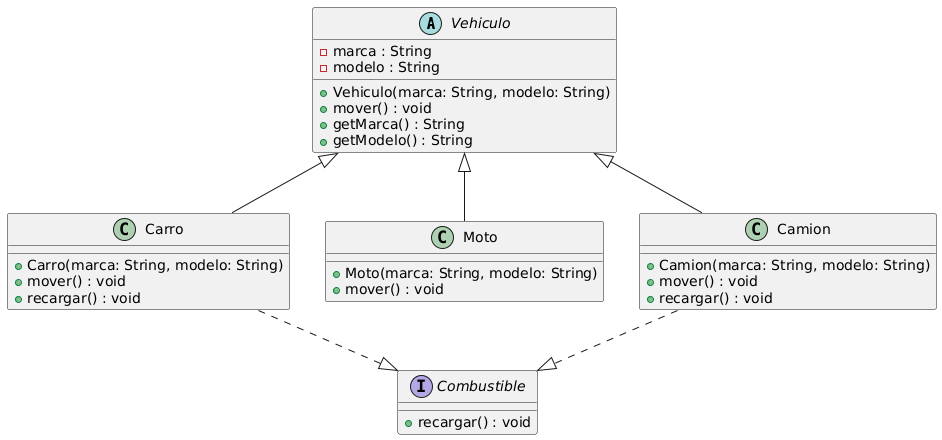 A Vehiculo
marca : String
modelo : String
Vehiculo(marca: String, modelo: String)
mover() : void
getMarca() : String
getModelo() : String
C Carro
Carro(marca: String, modelo: String)
mover() : void
recargar() : void
C Moto
Moto(marca: String, modelo: String)
mover() : void
C Camion
Camion(marca: String, modelo: String)
mover() : void
recargar() : void
I Combustible
recargar() : void